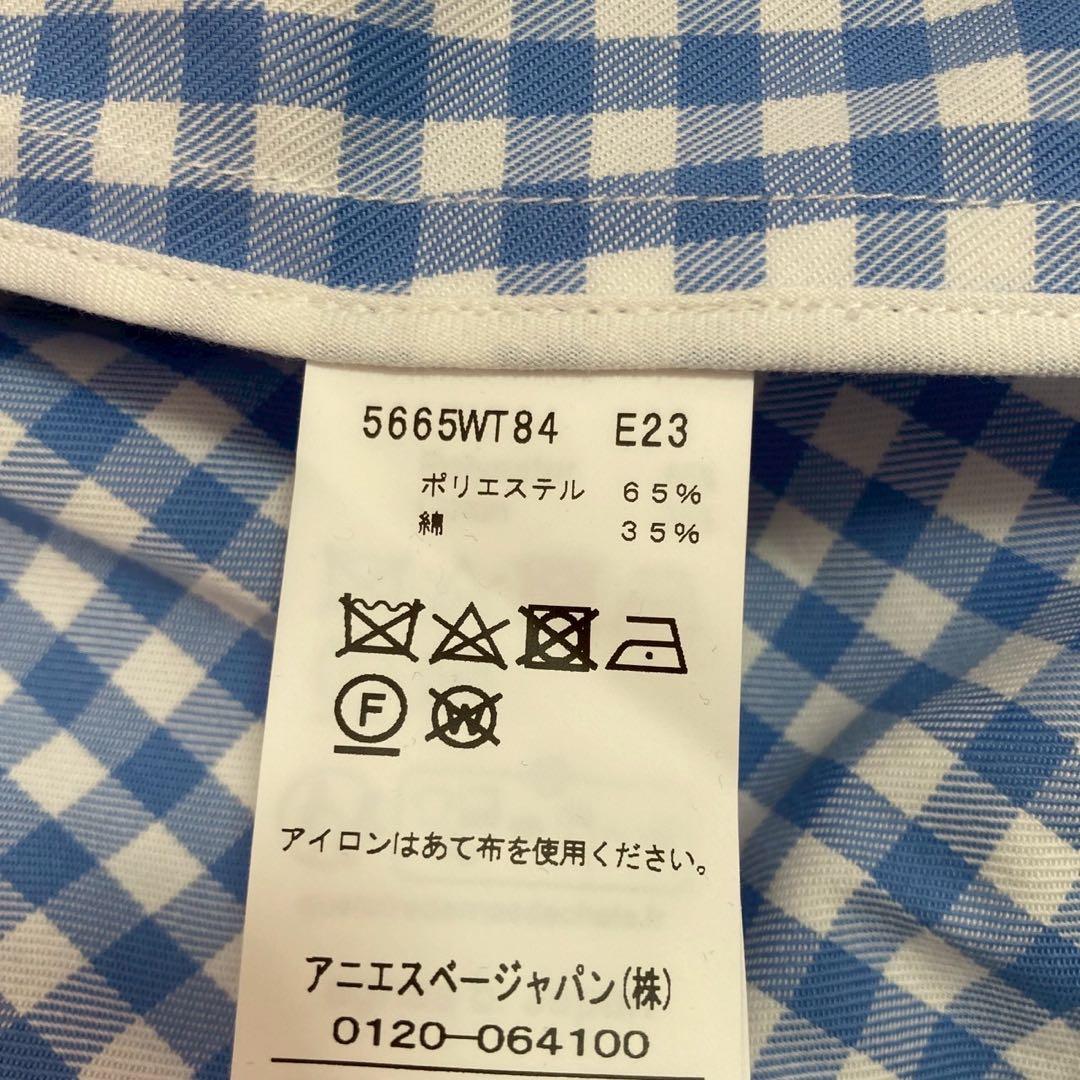 5665WT84 E23
ポリエステル 65%
綿 35%
F W
アイロンはあて布を使用ください。
アニエスベージャパン(株)
0120-064100